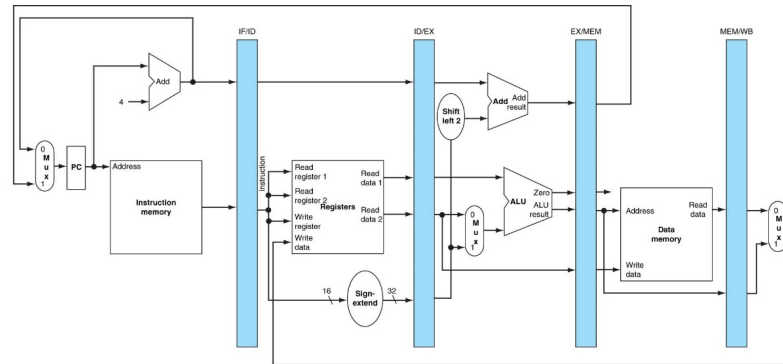 IF/ID
ID/EX
EX/MEM
MEM/WB
Add
4
Shift
left 2
Add
Add
result
0
M
u
x
1
PC
Address
Instruction
memory
Instruction
Read
register 1
Read
register 2
Write
register
Write
data
Registers
Read
data 1
Read
data 2
0
M
u
x
1
ALU
Zero
ALU
result
Address
Write
data
Data
memory
Read
data
0
M
u
x
1
16
Sign-
extend
32